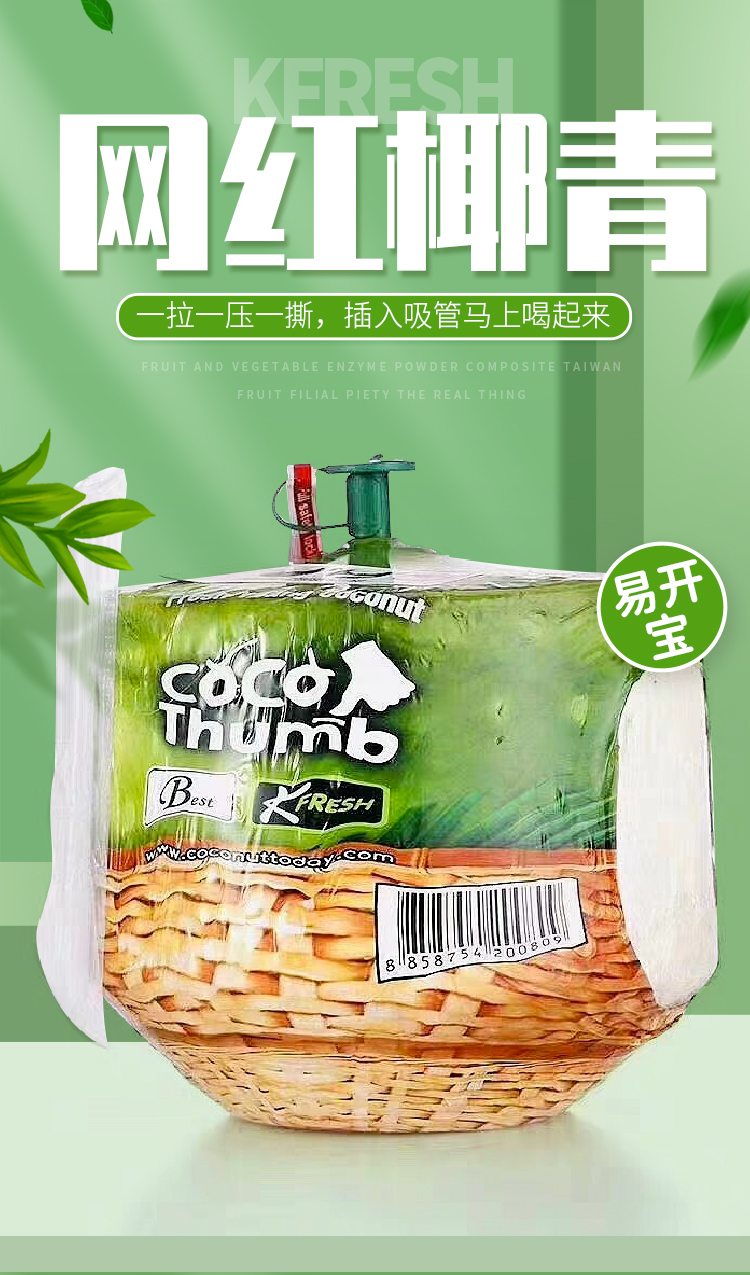 KFRESH
网红椰青
一拉一压一撕，插入吸管马上喝起来
FRUIT AND VEGETABLE ENZYME POWDER COMPOSITE TAIWAN
FRUIT FILIAL PIETY THE REAL THING
易开
宝
coconut
COCO
Thumb
Best
KFRESH
www.coconuttoday.com
8 858754 200809